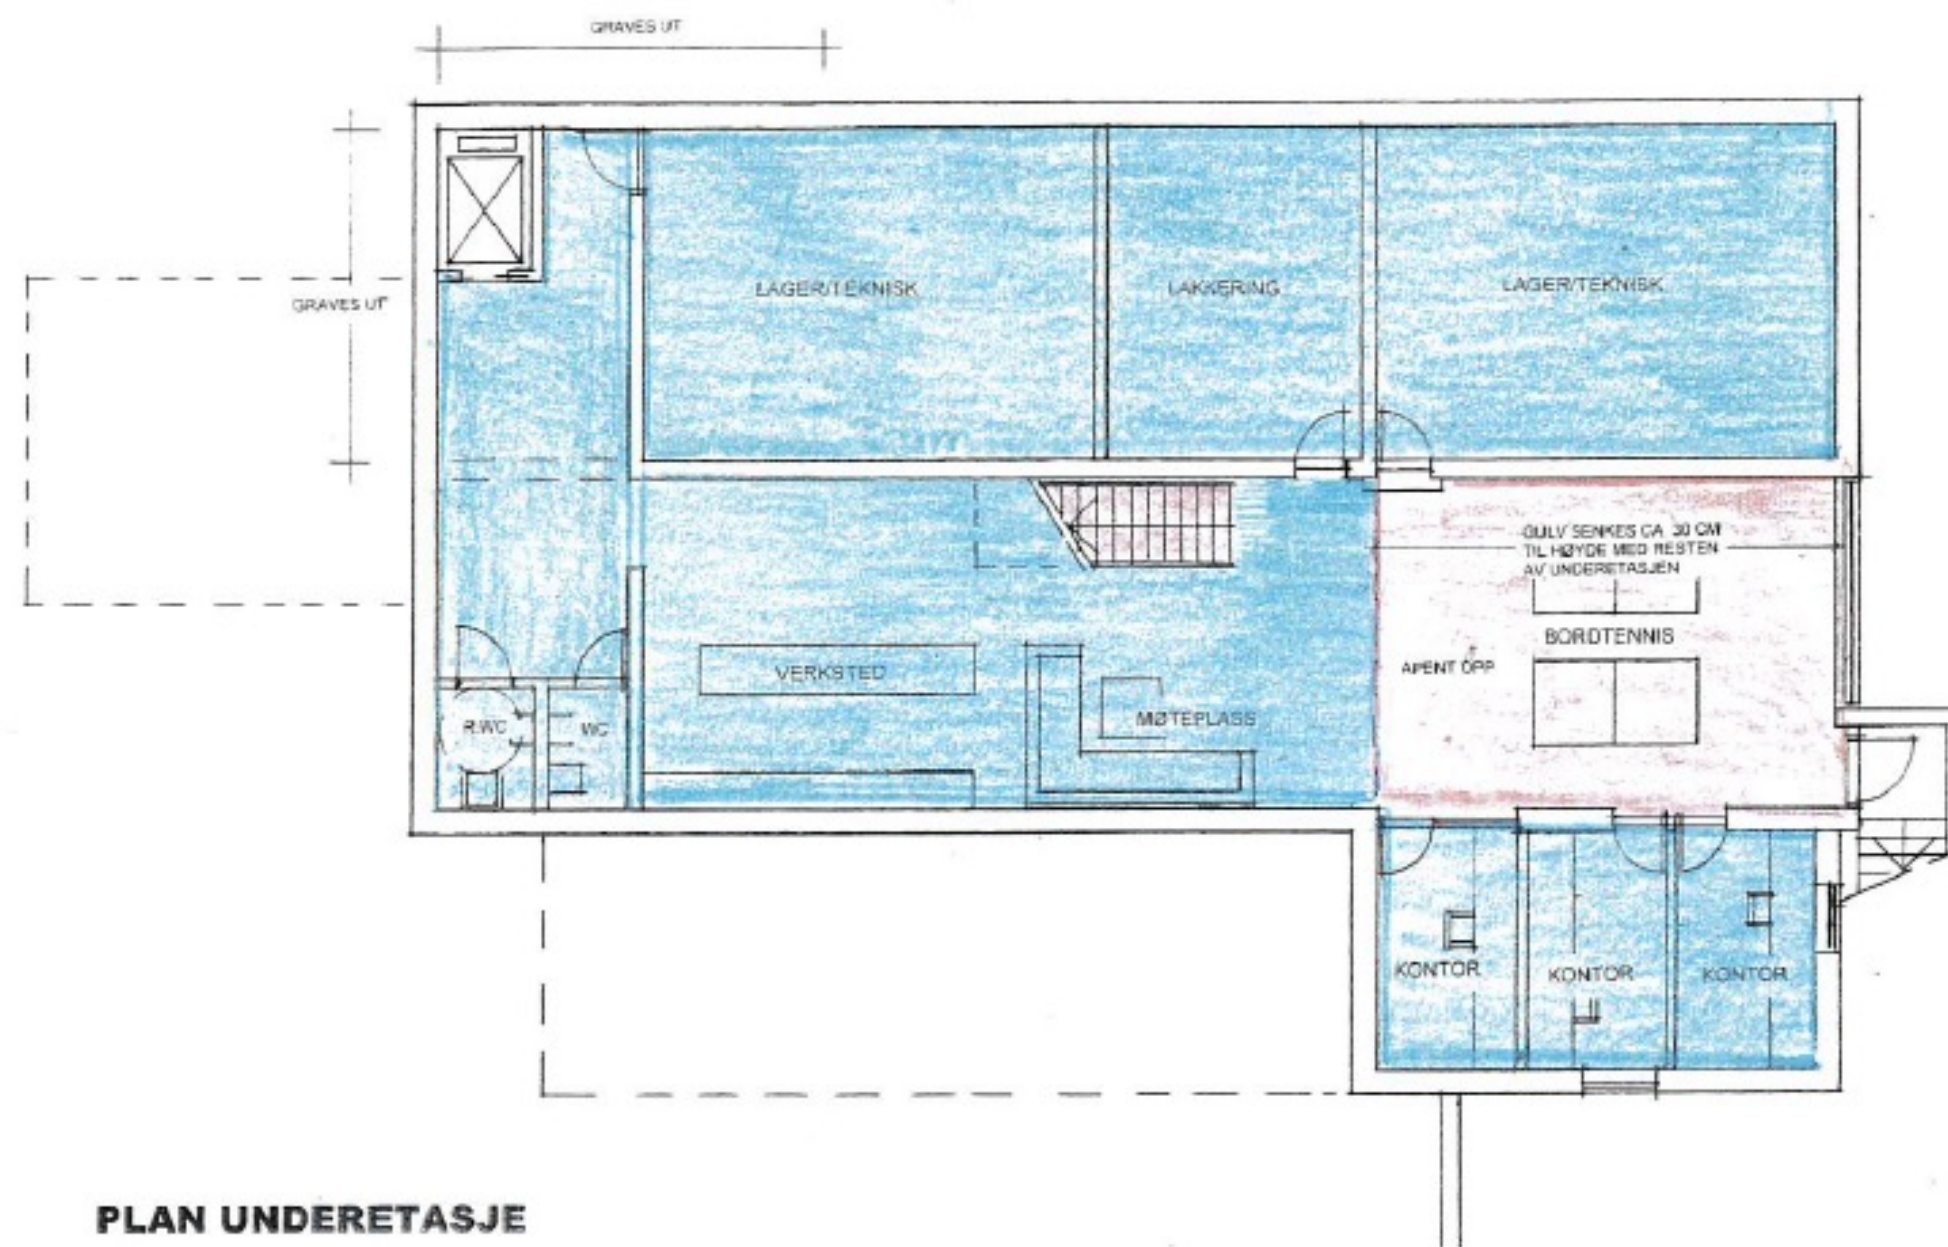 GRAVES UT
GRAVES UT
LAGER/TEKNISK
LAKKERING
LAGER/TEKNISK
GULV SENKES CA. 30 CM
TIL HØYDE MED RESTEN
AV UNDERETASJEN
BORDTENNIS
APENT OPP
VERKSTED
MØTEPLASS
R.WC
WC
KONTOR
KONTOR
KONTOR
PLAN UNDERETASJE